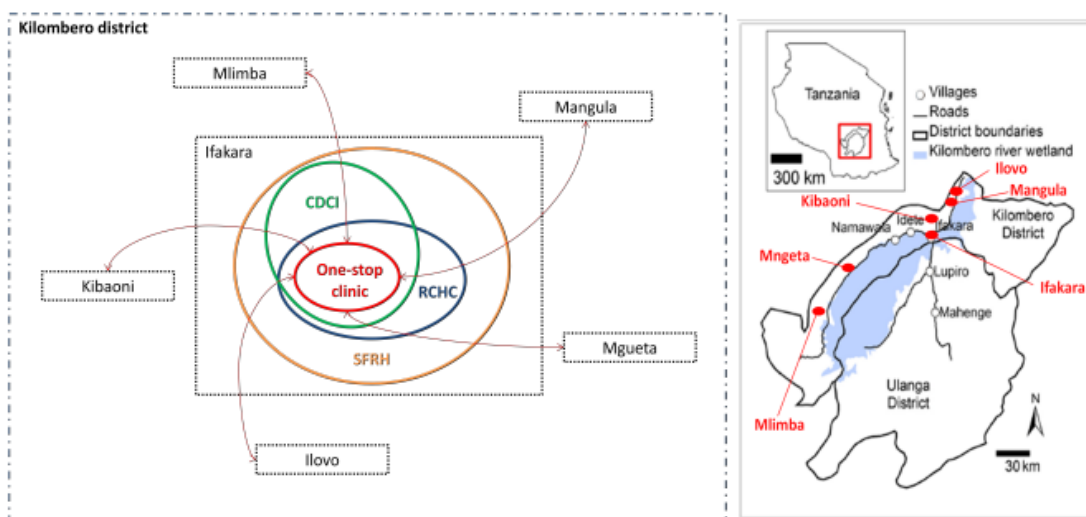 Kilombero district
Mlimba
Mangula
Ifakara
CDCI
One-stop
clinic
RCHC
Kibaoni
SFRH
Mgueta
Ilovo
Tanzania
300 km
Villages
Roads
District boundaries
Kilombero river wetland
Ilovo
Mangula
Kibaoni
Kilombero
District
Idete
Ifakara
Namawala
Mngeta
Lupiro
Ifakara
Mahenge
Ulanga
District
N
Mlimba
30 km